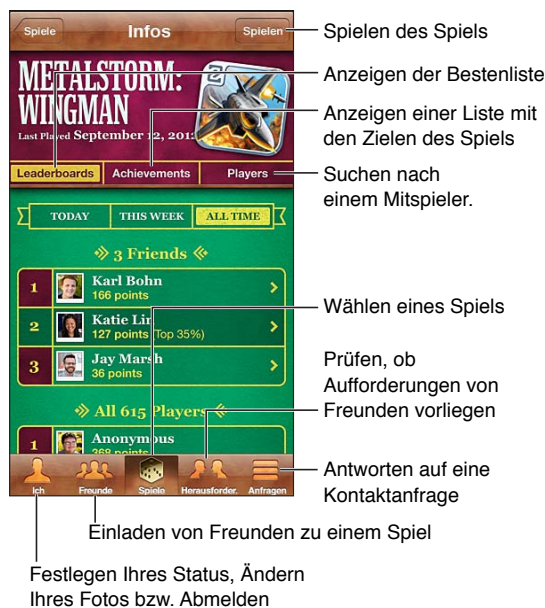 Spiele
Infos
Spielen
Spielen des Spiels
METALSTORM:
WINGMAN
Last Played September 12, 201
Anzeigen der Bestenliste
Anzeigen einer Liste mit
den Zielen des Spiels
Leaderboards
Achievements
Players
Suchen nach
einem Mitspieler.
TODAY
THIS WEEK
ALL TIME
3 Friends
1
Karl Bohn
166 points
2
Katie Lin
127 points (Top 35%)
3
Jay Marsh
36 points
Wählen eines Spiels
Prüfen, ob
Aufforderungen von
Freunden vorliegen
All 615 Players
1
Anonymous
368 points
Ich
Freunde
Spiele
Herausforder.
Anfragen
Antworten auf eine
Kontaktanfrage
Einladen von Freunden zu einem Spiel
Festlegen Ihres Status, Ändern
Ihres Fotos bzw. Abmelden